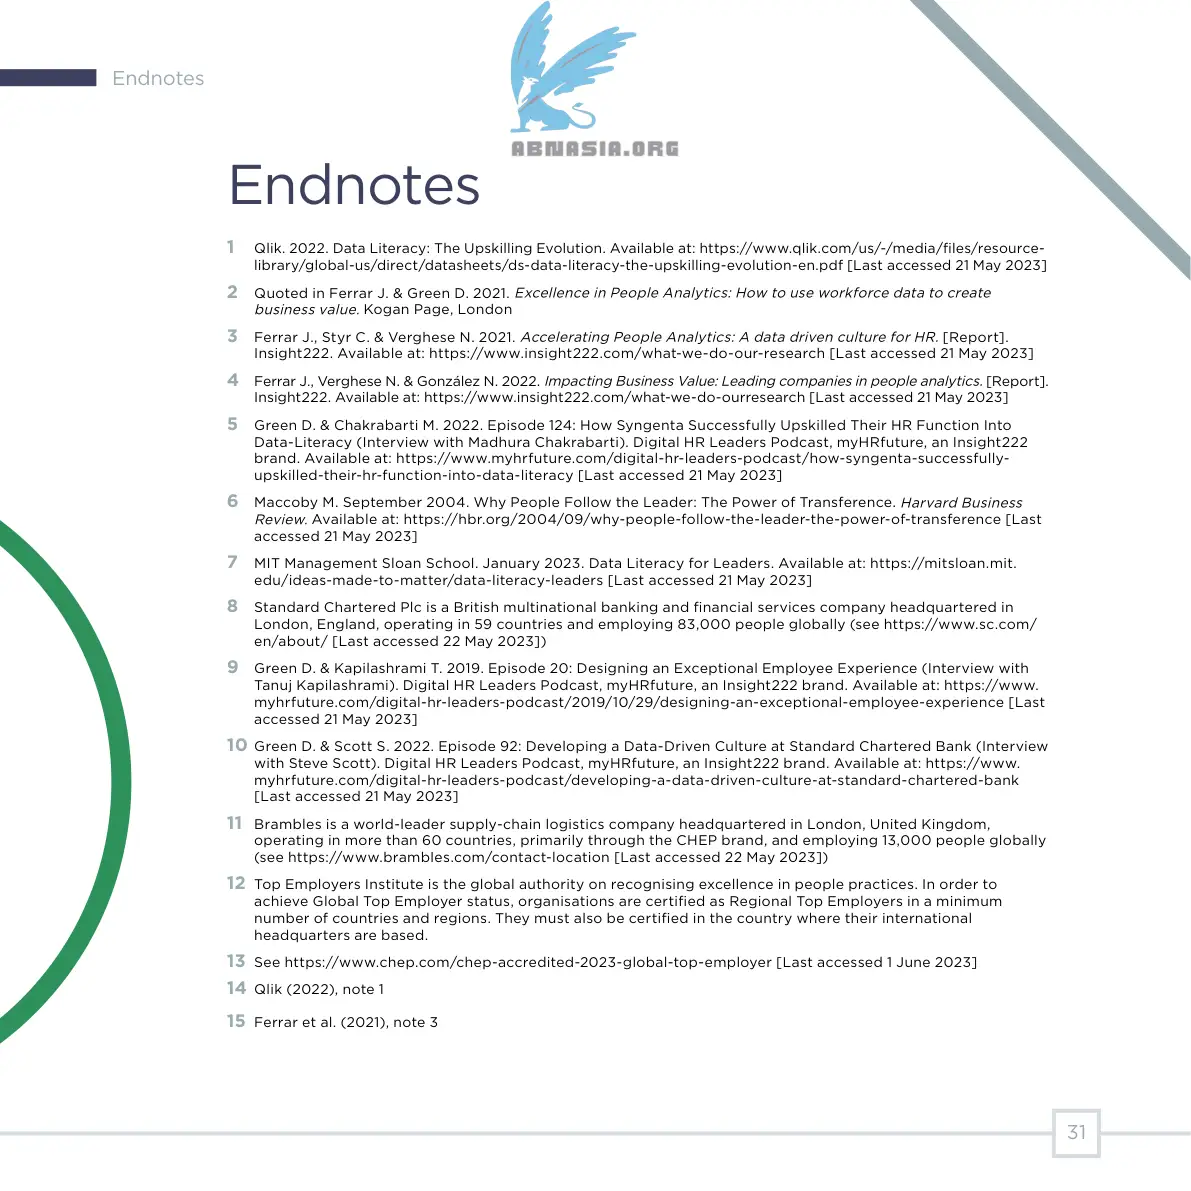 Endnotes
ABNASIA.ORG
Endnotes
1 Qlik. 2022. Data Literacy: The Upskilling Evolution. Available at: https://www.qlik.com/us/-/media/files/resource-
library/global-us/direct/datasheets/ds-data-literacy-the-upskilling-evolution-en.pdf [Last accessed 21 May 2023]
2 Quoted in Ferrar J. & Green D. 2021. Excellence in People Analytics: How to use workforce data to create
business value. Kogan Page, London
3 Ferrar J., Styr C. & Verghese N. 2021. Accelerating People Analytics: A data driven culture for HR. [Report].
Insight222. Available at: https://www.insight222.com/what-we-do-our-research [Last accessed 21 May 2023]
4 Ferrar J., Verghese N. & González N. 2022. Impacting Business Value: Leading companies in people analytics. [Report].
Insight222. Available at: https://www.insight222.com/what-we-do-ourresearch [Last accessed 21 May 2023]
5 Green D. & Chakrabarti M. 2022. Episode 124: How Syngenta Successfully Upskilled Their HR Function Into
Data-Literacy (Interview with Madhura Chakrabarti). Digital HR Leaders Podcast, myHRfuture, an Insight222
brand. Available at: https://www.myhrfuture.com/digital-hr-leaders-podcast/how-syngenta-successfully-
upskilled-their-hr-function-into-data-literacy [Last accessed 21 May 2023]
6 Maccoby M. September 2004. Why People Follow the Leader: The Power of Transference. Harvard Business
Review. Available at: https://hbr.org/2004/09/why-people-follow-the-leader-the-power-of-transference [Last
accessed 21 May 2023]
7 MIT Management Sloan School. January 2023. Data Literacy for Leaders. Available at: https://mitsloan.mit.
edu/ideas-made-to-matter/data-literacy-leaders [Last accessed 21 May 2023]
8 Standard Chartered Plc is a British multinational banking and financial services company headquartered in
London, England, operating in 59 countries and employing 83,000 people globally (see https://www.sc.com/
en/about/ [Last accessed 22 May 2023])
9 Green D. & Kapilashrami T. 2019. Episode 20: Designing an Exceptional Employee Experience (Interview with
Tanuj Kapilashrami). Digital HR Leaders Podcast, myHRfuture, an Insight222 brand. Available at: https://www.
myhrfuture.com/digital-hr-leaders-podcast/2019/10/29/designing-an-exceptional-employee-experience [Last
accessed 21 May 2023]
10 Green D. & Scott S. 2022. Episode 92: Developing a Data-Driven Culture at Standard Chartered Bank (Interview
with Steve Scott). Digital HR Leaders Podcast, myHRfuture, an Insight222 brand. Available at: https://www.
myhrfuture.com/digital-hr-leaders-podcast/developing-a-data-driven-culture-at-standard-chartered-bank
[Last accessed 21 May 2023]
11 Brambles is a world-leader supply-chain logistics company headquartered in London, United Kingdom,
operating in more than 60 countries, primarily through the CHEP brand, and employing 13,000 people globally
(see https://www.brambles.com/contact-location [Last accessed 22 May 2023])
12 Top Employers Institute is the global authority on recognising excellence in people practices. In order to
achieve Global Top Employer status, organisations are certified as Regional Top Employers in a minimum
number of countries and regions. They must also be certified in the country where their international
headquarters are based.
13 See https://www.chep.com/chep-accredited-2023-global-top-employer [Last accessed 1 June 2023]
14 Qlik (2022), note 1
15 Ferrar et al. (2021), note 3
31